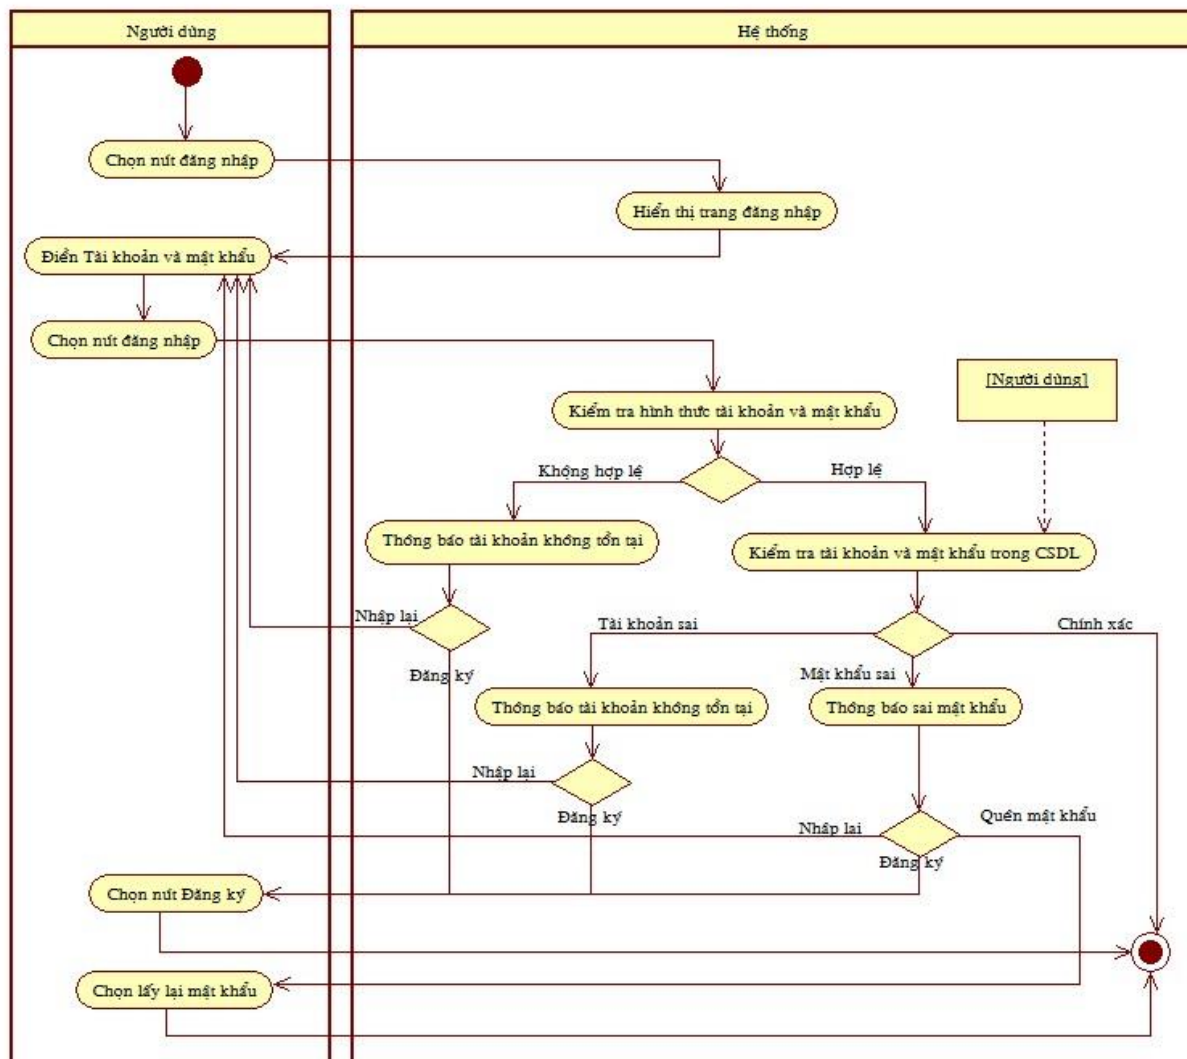 Người dùng
Hệ thống
Chọn nút đăng nhập
Hiển thị trang đăng nhập
Điền Tài khoản và mật khẩu
Chọn nút đăng nhập
[Người dùng]
Kiểm tra hình thức tài khoản và mật khẩu
Không hợp lệ
Hợp lệ
Thông báo tài khoản không tồn tại
Kiểm tra tài khoản và mật khẩu trong CSDL
Nhập lại
Tài khoản sai
Chính xác
Đăng ký
Mật khẩu sai
Thông báo tài khoản không tồn tại
Thông báo sai mật khẩu
Nhập lại
Đăng ký
Quên mật khẩu
Nhập lại
Đăng ký
Chọn nút Đăng ký
Chọn lấy lại mật khẩu